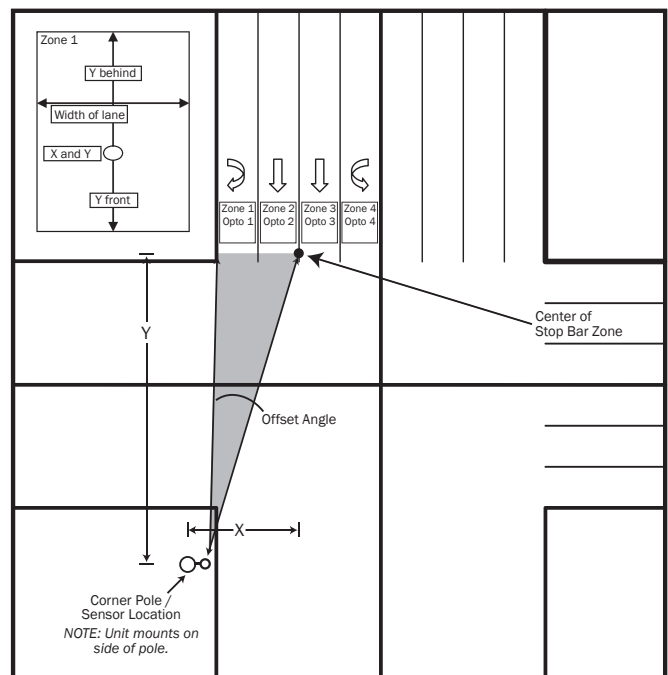 Zone 1
Y behind
Width of lane
X and Y
Y front
Zone 1
Opto 1
Zone 2
Opto 2
Zone 3
Opto 3
Zone 4
Opto 4
Y
Center of
Stop Bar Zone
Offset Angle
X
Corner Pole /
Sensor Location
NOTE: Unit mounts on
side of pole.